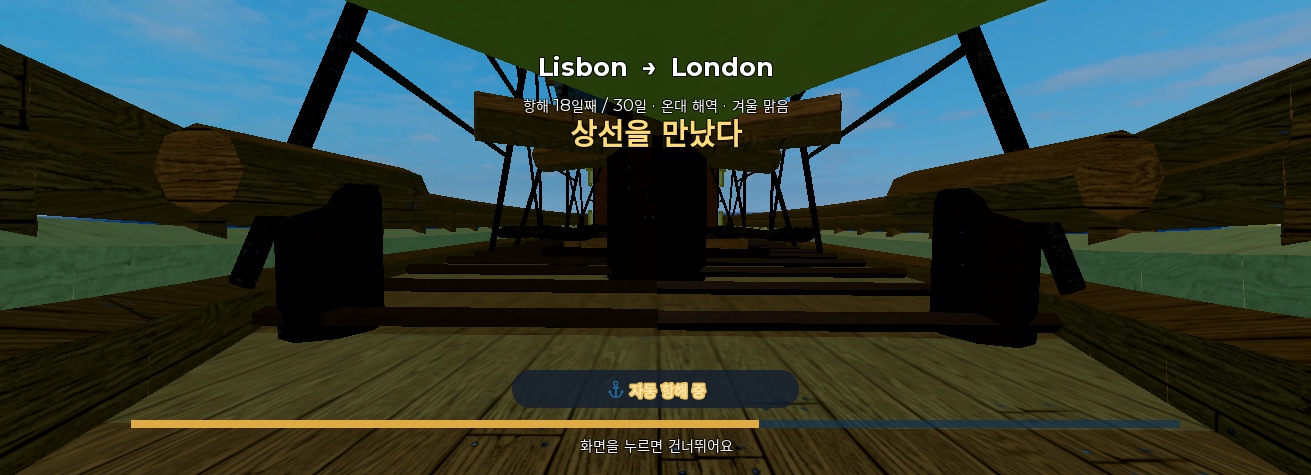 Lisbon → London
항해 18일째 / 30일 · 온대 해역 · 겨울 맑음
상선을 만났다
⚓ 자동 항해 중
화면을 누르면 건너뛰어요